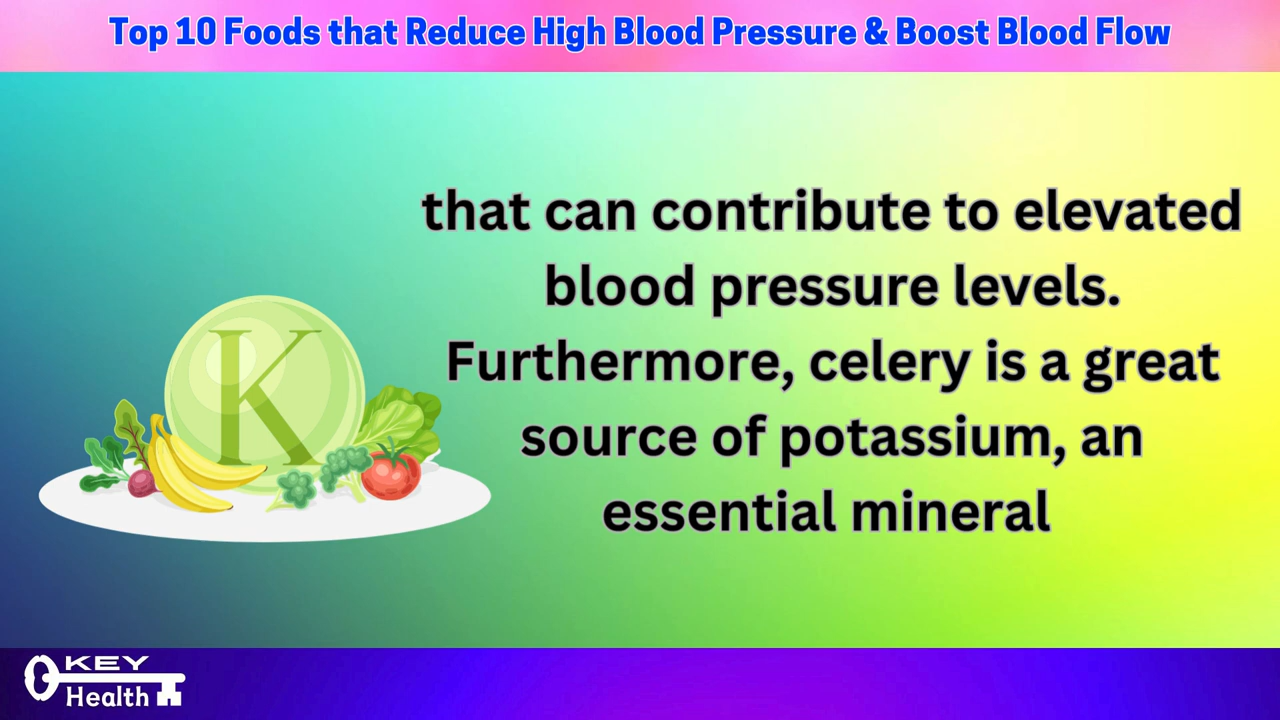 Top 10 Foods that Reduce High Blood Pressure & Boost Blood Flow
that can contribute to elevated
blood pressure levels.
Furthermore, celery is a great
source of potassium, an
essential mineral
K
KEY
Health